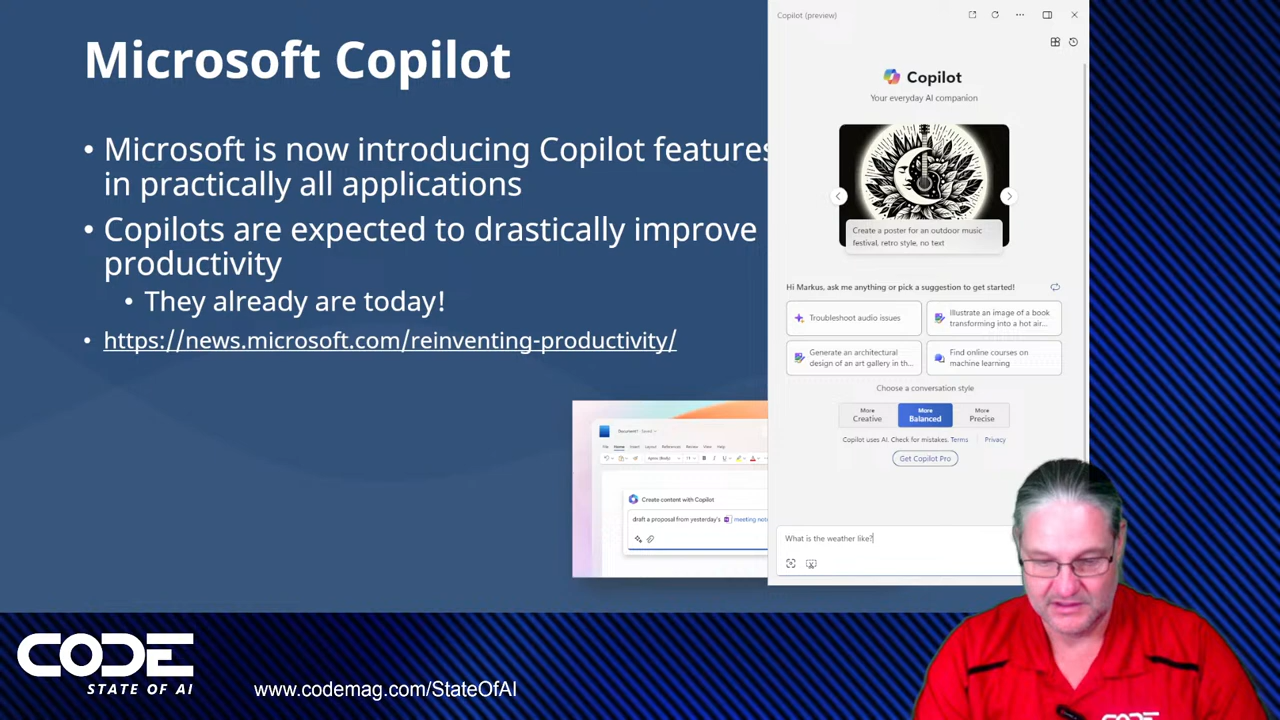 Microsoft Copilot
• Microsoft is now introducing Copilot features
in practically all applications
• Copilots are expected to drastically improve
productivity
• They already are today!
• https://news.microsoft.com/reinventing-productivity/
Create content with Copilot
draft a proposal from yesterday's meeting
Copilot (preview)
Copilot
Your everyday AI companion
Create a poster for an outdoor music
festival, retro style, no text
Hi Markus, ask me anything or pick a suggestion to get started!
Troubleshoot audio issues
Illustrate an image of a book
transforming into a hot air...
Generate an architectural
design of an art gallery in th...
Find online courses on
machine learning
Choose a conversation style
More
Creative
More
Balanced
More
Precise
Copilot uses AI. Check for mistakes. Terms Privacy
Get Copilot Pro
What is the weather like?
CODE
STATE OF AI
www.codemag.com/StateOfAI